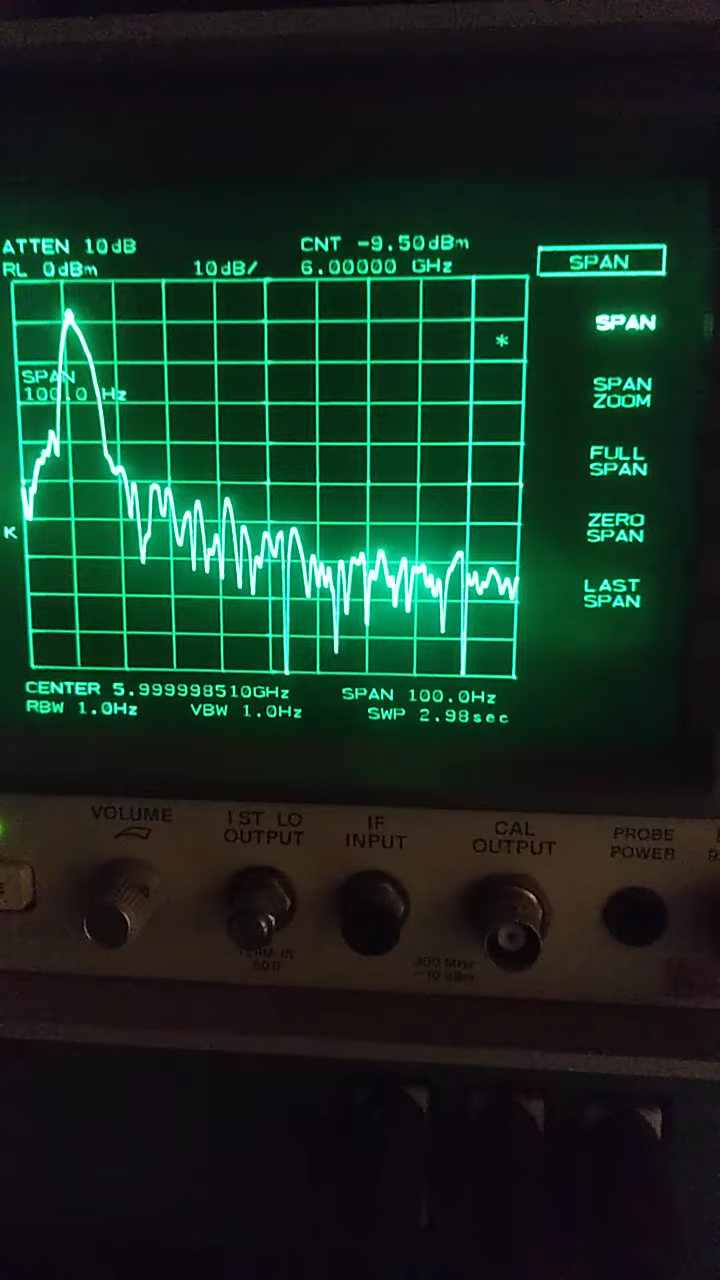 ATTEN 10dB
RL 0dBm
10dB/
CNT -9.50dBm
6.00000 GHz
SPAN
SPAN
100.0 Hz
*
K
SPAN
SPAN
ZOOM
FULL
SPAN
ZERO
SPAN
LAST
SPAN
CENTER 5.999998510GHz
SPAN 100.0Hz
RBW 1.0Hz
VBW 1.0Hz
SWP 2.98sec
VOLUME
1ST LO
OUTPUT
IF
INPUT
CAL
OUTPUT
PROBE
POWER
TERM IN
50Ω
300 MHz
-10 dBm